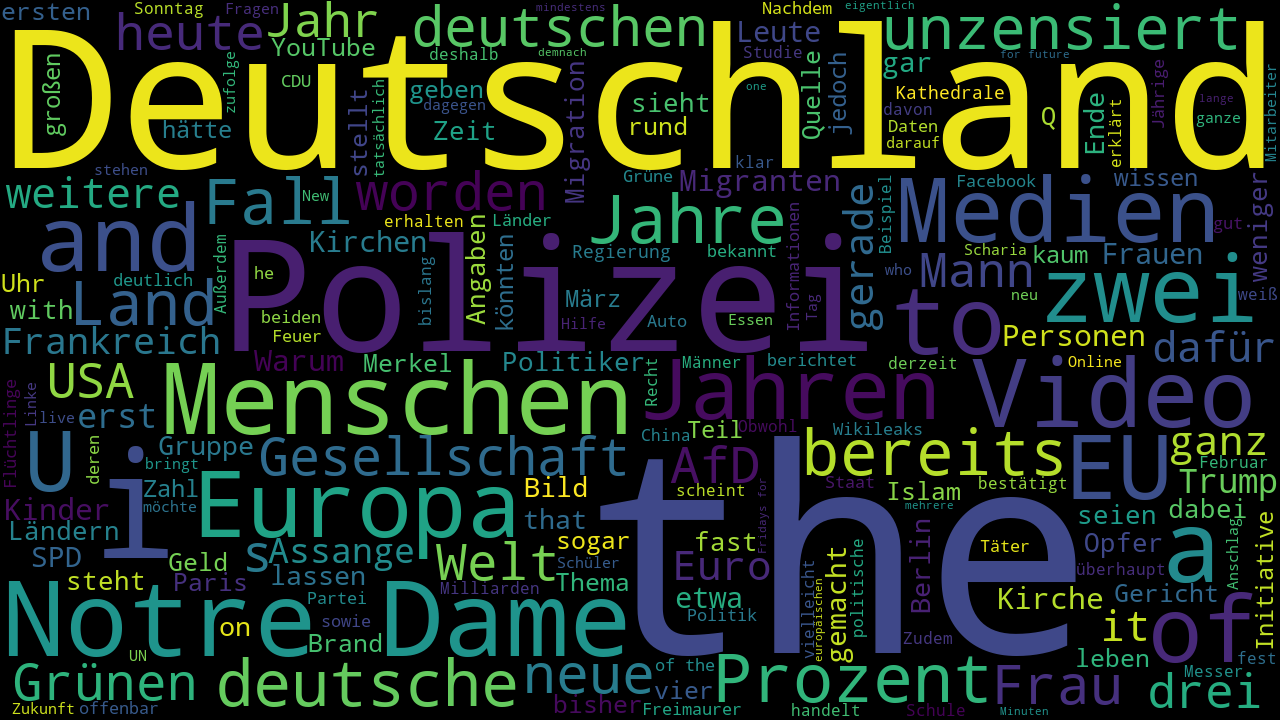 ersten
Sonntag
Fragen
mindestens
Nachdem
eigentlich
heute
Jahr
deutschen
Leute
unzensiert
YouTube
deshalb
demnach
Studie
gar
for future
Deutschland
großen
zufolge
CDU
geben
dagegen
sieht
one
Quelle
jedoch
Kathedrale
davon
Q
Ende
Jährige
lange
ganze
Mitarbeiter
hätte
stellt
tatsächlich
Zeit
Migration
rund
Daten
darauf
erklärt
stehen
klar
weitere
Fall
New
worden
Grüne
Migranten
Beispiel
Facebook
wissen
weniger
and
erhalten
Länder
Jahre
gerade
Medien
gut
Kirchen
Angaben
Regierung
bekannt
Informationen
Scharia
kaum
Frauen
Uhr
deutlich
Außerdem
he
Polizei
bislang
könnten
März
who
Mann
zwei
weiß
with
Land
beiden
Feuer
Hilfe
Auto
Essen
Tag
to
neu
Personen
Frankreich
Warum
Merkel
Politiker
Recht
Männer
berichtet
derzeit
Online
dafür
USA
Menschen
Jahren
Video
Flüchtlinge
Linke
live
erst
deren
Gruppe
bringt
Gesellschaft
China
Teil
Obwohl
Wikileaks
bereits
ganz
U
i
AfD
EU
Februar
Zahl
möchte
Europa
Bild
scheint
the
Staat
mehrere
Islam
bestätigt
Trump
Kinder
Ländern
that
Fridays for
dabei
SPD
Geld
s
Assange
Welt
sogar
fast
Berlin
seien
Täter
Opfer
a
Anschlag
Initiative
steht
Paris
lassen
Schüler
Thema
Euro
vielleicht
europäischen
gemacht
politische
überhaupt
Gericht
Milliarden
etwa
Notre
Dame
Partei
sowie
on
Brand
Politik
Zudem
Kirche
it
of
UN
leben
Messer
fest
Grünen
deutsche
neue
of the
vier
Prozent
Frau
drei
Zukunft
offenbar
bisher
Freimaurer
handelt
Schule
Minuten